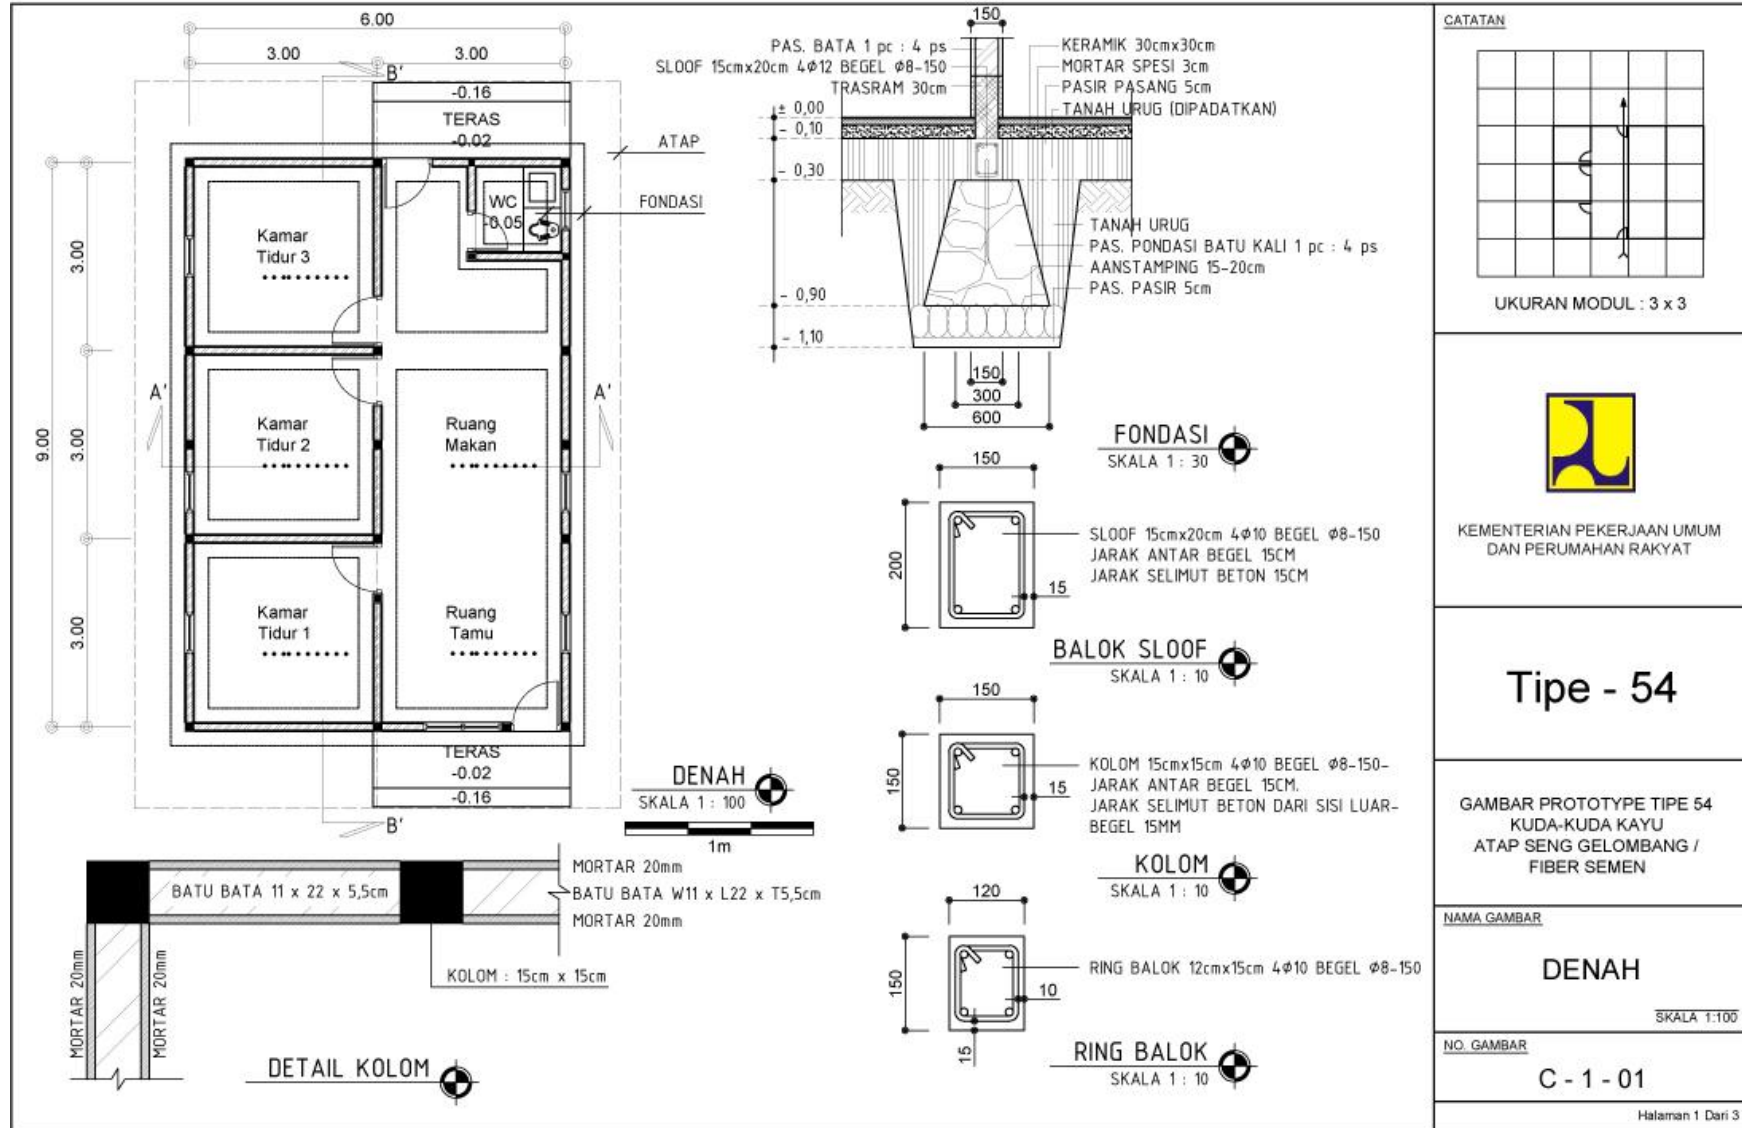 6.00
3.00
3.00
B'
-0.16
TERAS
-0.02
ATAP
FONDASI
WC
-0.05
Kamar
Tidur 3
Kamar
Tidur 2
Ruang
Makan
Kamar
Tidur 1
Ruang
Tamu
A'
A'
9.00
3.00
3.00
3.00
TERAS
-0.02
-0.16
B'
DENAH
SKALA 1 : 100
1m
BATU BATA 11 x 22 x 5,5cm
MORTAR 20mm
BATU BATA W11 x L22 x T5,5cm
MORTAR 20mm
MORTAR 20mm
MORTAR 20mm
KOLOM : 15cm x 15cm
DETAIL KOLOM
150
PAS. BATA 1 pc : 4 ps
SLOOF 15cmx20cm 4φ12 BEGEL φ8-150
TRASRAM 30cm
KERAMIK 30cmx30cm
MORTAR SPESI 3cm
PASIR PASANG 5cm
TANAH URUG (DIPADATKAN)
± 0,00
- 0,10
- 0,30
- 0,90
- 1,10
TANAH URUG
PAS. PONDASI BATU KALI 1 pc : 4 ps
AANSTAMPING 15-20cm
PAS. PASIR 5cm
150
300
600
FONDASI
SKALA 1 : 30
150
200
15
SLOOF 15cmx20cm 4φ10 BEGEL φ8-150
JARAK ANTAR BEGEL 15CM
JARAK SELIMUT BETON 15CM
BALOK SLOOF
SKALA 1 : 10
150
150
15
KOLOM 15cmx15cm 4φ10 BEGEL φ8-150-
JARAK ANTAR BEGEL 15CM.
JARAK SELIMUT BETON DARI SISI LUAR-
BEGEL 15MM
KOLOM
SKALA 1 : 10
120
150
10
15
RING BALOK 12cmx15cm 4φ10 BEGEL φ8-150
RING BALOK
SKALA 1 : 10
CATATAN
UKURAN MODUL : 3 x 3
KEMENTERIAN PEKERJAAN UMUM
DAN PERUMAHAN RAKYAT
Tipe - 54
GAMBAR PROTOTYPE TIPE 54
KUDA-KUDA KAYU
ATAP SENG GELOMBANG /
FIBER SEMEN
NAMA GAMBAR
DENAH
SKALA 1:100
NO. GAMBAR
C - 1 - 01
Halaman 1 Dari 3